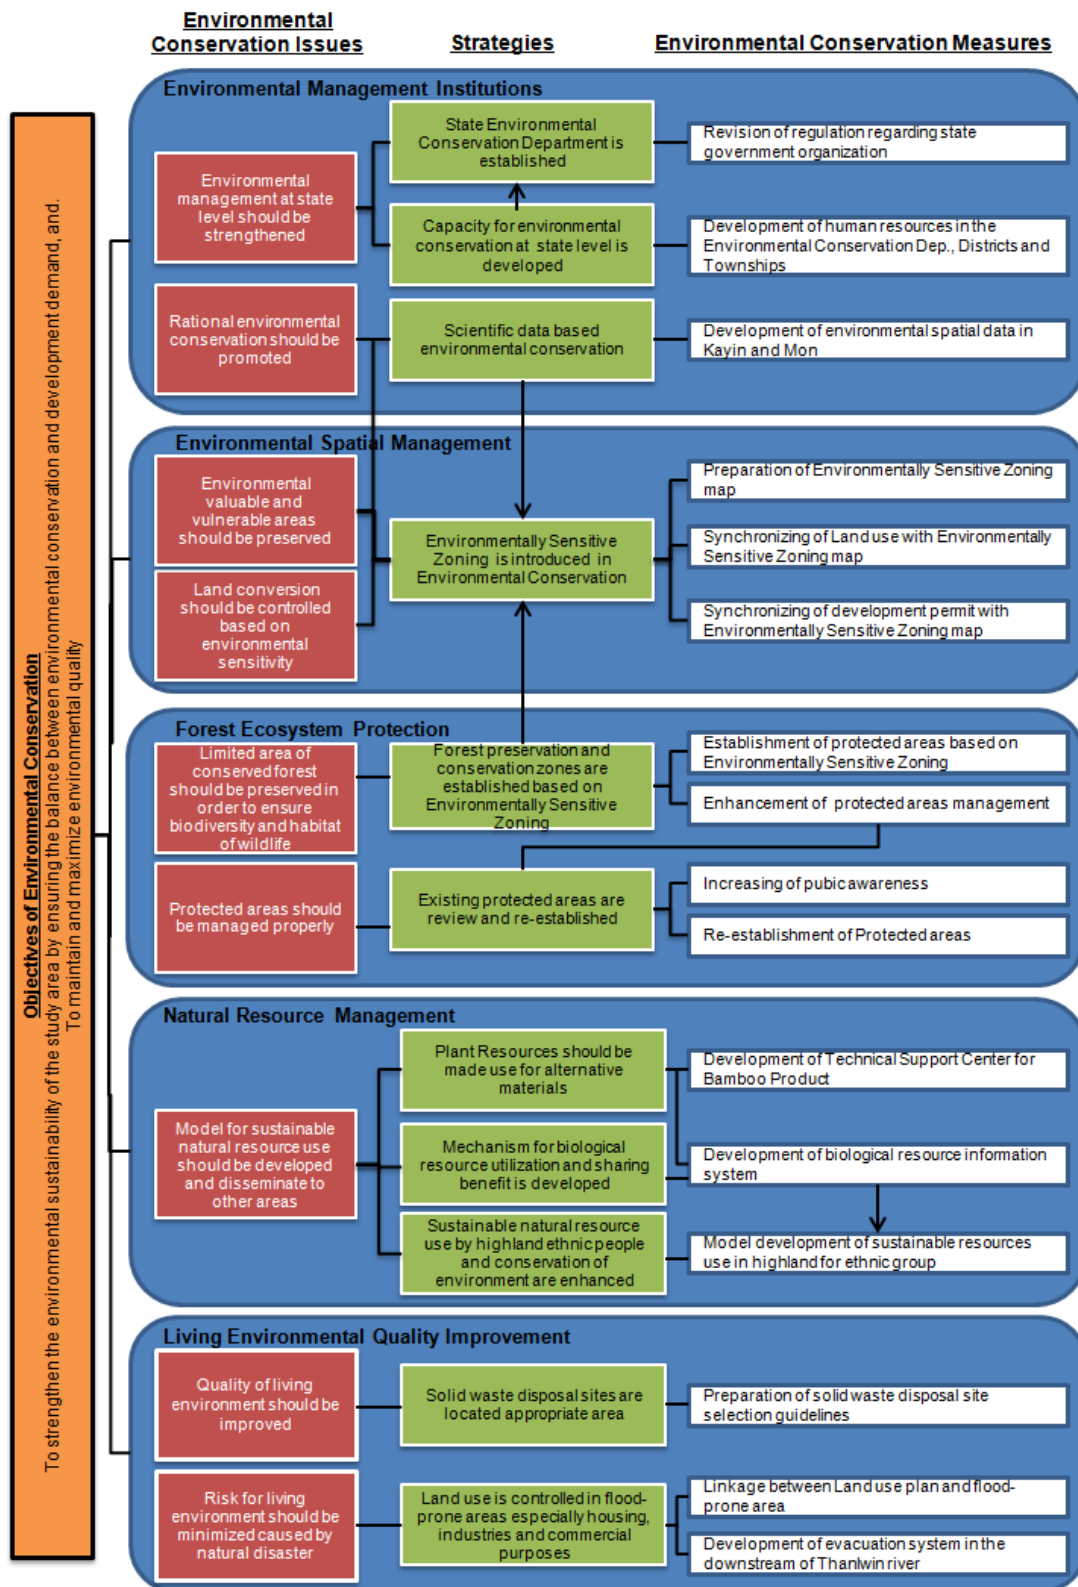 Environmental
Conservation Issues
Strategies
Environmental Conservation Measures
Objectives of Environmental Conservation
To strengthen the environmental sustainability of the study area by ensuring the balance between environmental conservation and development demand, and.
To maintain and maximize environmental quality
Environmental Management Institutions
Environmental
management at state
level should be
strengthened
State Environmental
Conservation Department is
established
Revision of regulation regarding state
government organization
Capacity for environmental
conservation at state level is
developed
Development of human resources in the
Environmental Conservation Dep., Districts and
Townships
Rational environmental
conservation should be
promoted
Scientific data based
environmental conservation
Development of environmental spatial data in
Kayin and Mon
Environmental Spatial Management
Environmental
valuable and
vulnerable areas
should be preserved
Land conversion
should be controlled
based on
environmental
sensitivity
Environmentally Sensitive
Zoning is introduced in
Environmental Conservation
Preparation of Environmentally Sensitive Zoning
map
Synchronizing of Land use with Environmentally
Sensitive Zoning map
Synchronizing of development permit with
Environmentally Sensitive Zoning map
Forest Ecosystem Protection
Limited area of
conserved forest
should be preserved in
order to ensure
biodiversity and habitat
of wildlife
Forest preservation and
conservation zones are
established based on
Environmentally Sensitive
Zoning
Establishment of protected areas based on
Environmentally Sensitive Zoning
Enhancement of protected areas management
Protected areas should
be managed properly
Existing protected areas are
review and re-established
Increasing of pubic awareness
Re-establishment of Protected areas
Natural Resource Management
Model for sustainable
natural resource use
should be developed
and disseminate to
other areas
Plant Resources should be
made use for alternative
materials
Development of Technical Support Center for
Bamboo Product
Mechanism for biological
resource utilization and sharing
benefit is developed
Development of biological resource information
system
Sustainable natural resource
use by highland ethnic people
and conservation of
environment are enhanced
Model development of sustainable resources
use in highland for ethnic group
Living Environmental Quality Improvement
Quality of living
environment should be
improved
Solid waste disposal sites are
located appropriate area
Preparation of solid waste disposal site
selection guidelines
Risk for living
environment should be
minimized caused by
natural disaster
Land use is controlled in flood-
prone areas especially housing,
industries and commercial
purposes
Linkage between Land use plan and flood-
prone area
Development of evacuation system in the
downstream of Thanlwin river